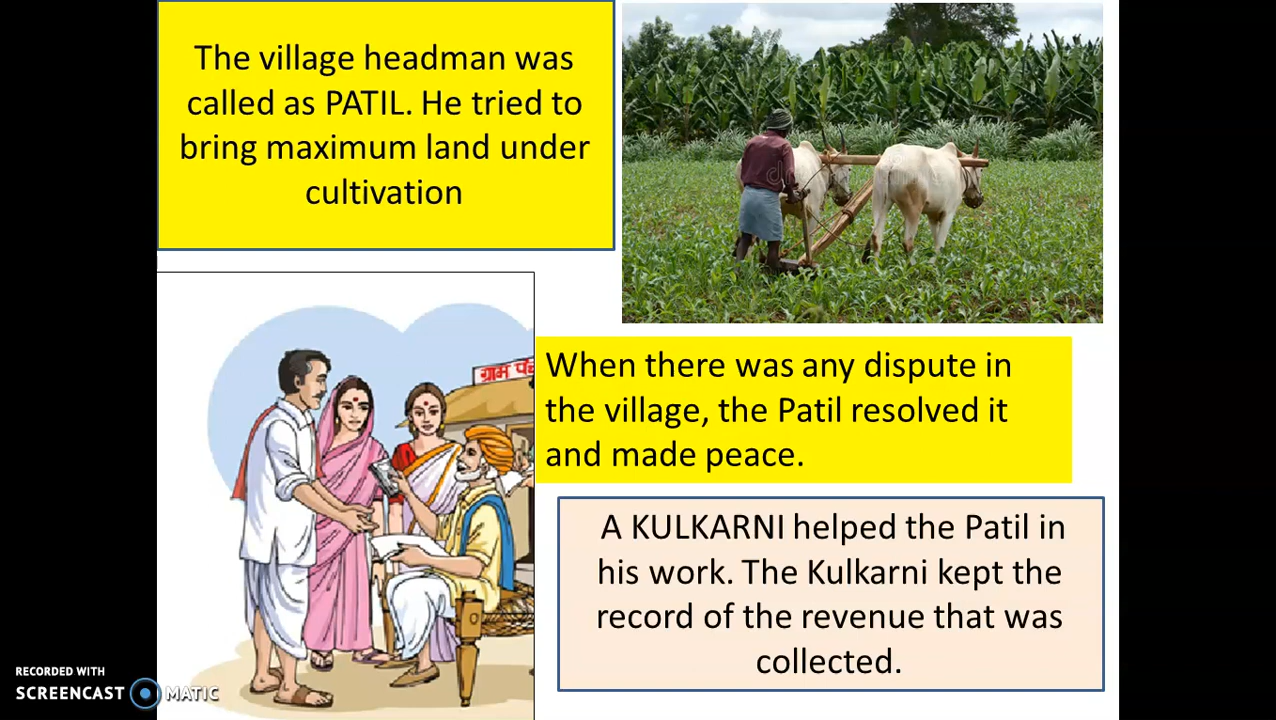 The village headman was
called as PATIL. He tried to
bring maximum land under
cultivation
ग्राम
When there was any dispute in
the village, the Patil resolved it
and made peace.
A KULKARNI helped the Patil in
his work. The Kulkarni kept the
record of the revenue that was
collected.
RECORDED WITH
SCREENCAST MATIC